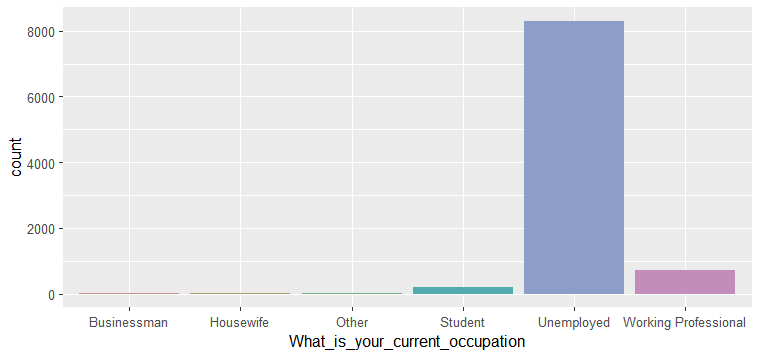 8000
6000
4000
2000
0
count
Businessman Housewife Other Student Unemployed Working Professional
What_is_your_current_occupation